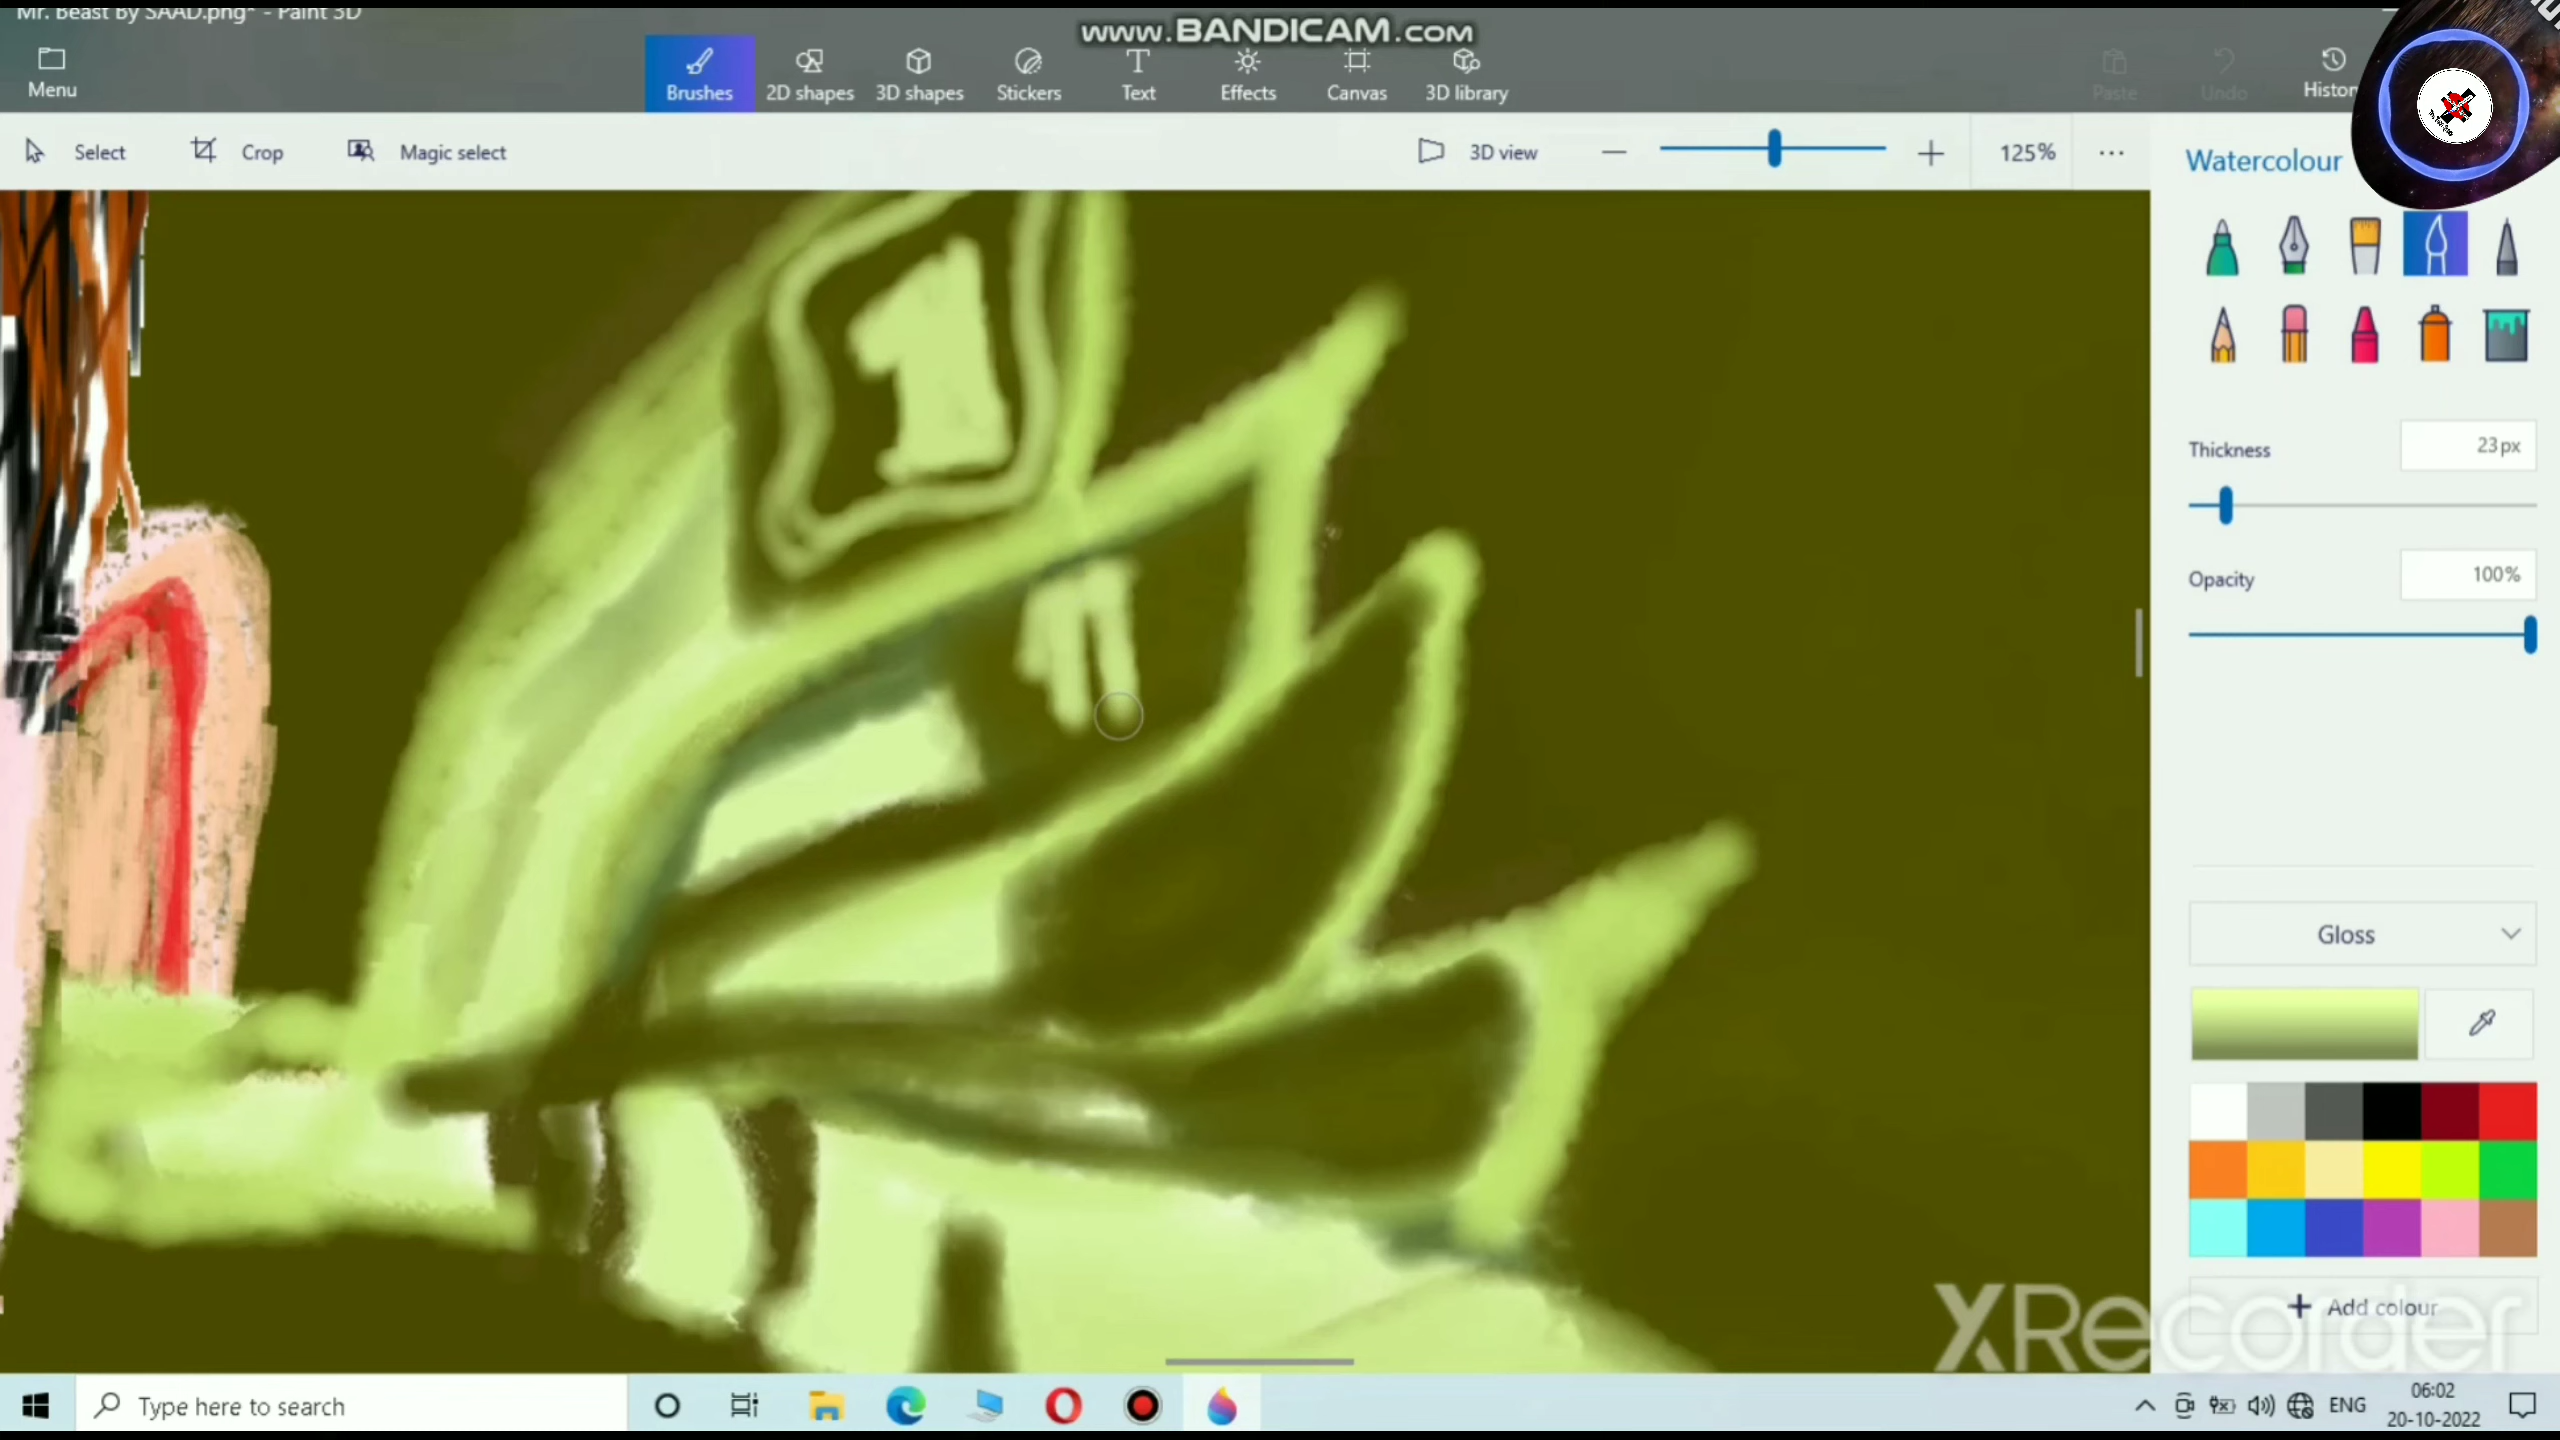 Mr. Beast By SAAD.png* - Paint 3D
www.BANDICAM.com
Menu
Brushes 2D shapes 3D shapes Stickers Text Effects Canvas 3D library
Paste Undo Histor
Select Crop Magic select 3D view 125% ...
Watercolour
1
Thickness 23px
Opacity 100%
Gloss
+ Add colour
XRecorder
Type here to search
ENG 06:02
20-10-2022